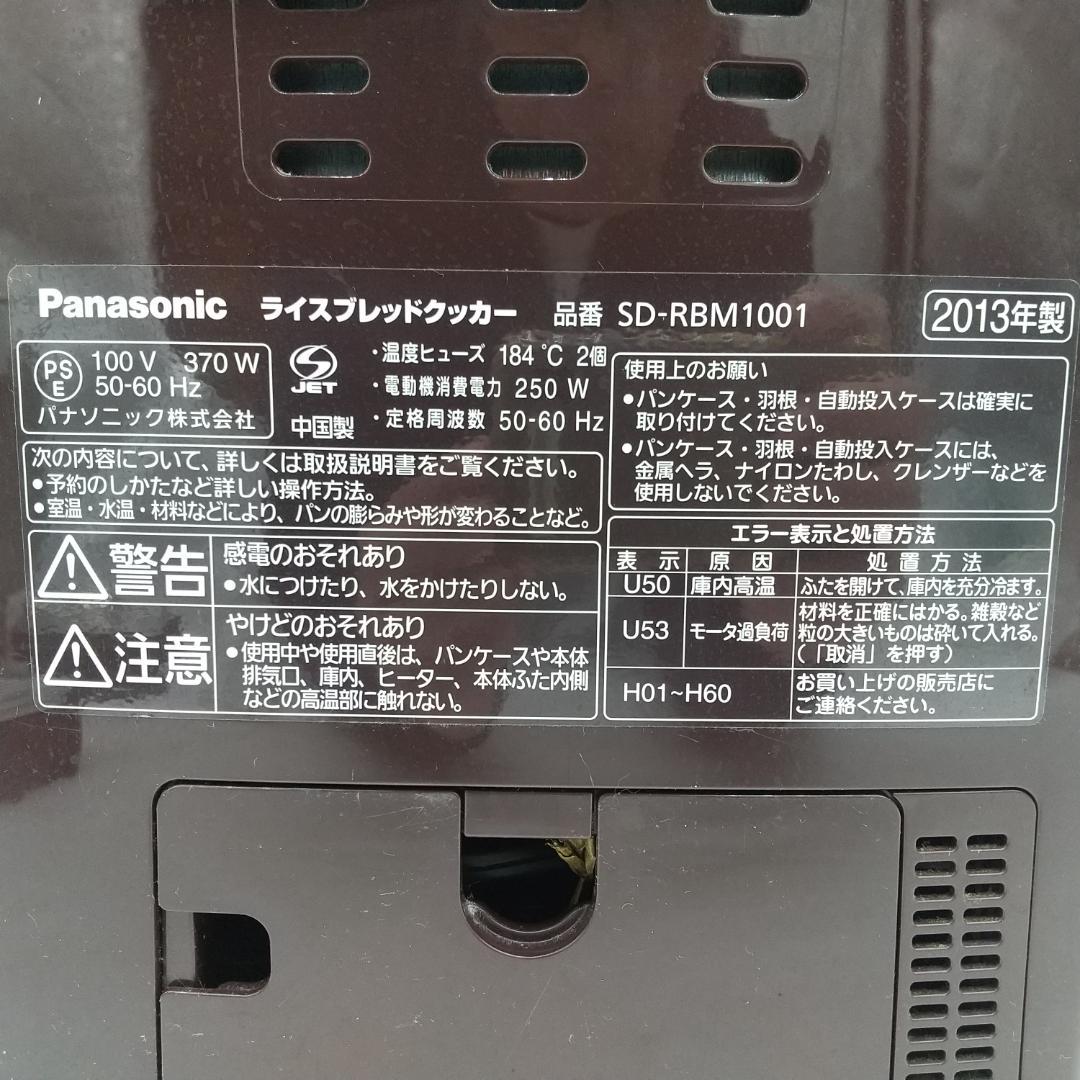 Panasonic ライスブレッドクッカー 品番 SD-RBM1001 2013年製
PS
E
100 V 370 W
50-60 Hz
パナソニック株式会社
JET
中国製
・温度ヒューズ 184 ℃ 2個
・電動機消費電力 250 W
・定格周波数 50-60 Hz
次の内容について、詳しくは取扱説明書をご覧ください。
●予約のしかたなど詳しい操作方法。
●室温・水温・材料などにより、パンの膨らみや形が変わることなど。
警告
感電のおそれあり
●水につけたり、水をかけたりしない。
注意
やけどのおそれあり
●使用中や使用直後は、パンケースや本体
排気口、庫内、ヒーター、本体ふた内側
などの高温部に触れない。
使用上のお願い
●パンケース・羽根・自動投入ケースは確実に
取り付けてください。
●パンケース・羽根・自動投入ケースには、
金属ヘラ、ナイロンたわし、クレンザーなどを
使用しないでください。
エラー表示と処置方法
表示 原因 処置方法
U50 庫内高温 ふたを開けて、庫内を充分冷ます。
U53 モータ過負荷 材料を正確にはかる。雑穀など
粒の大きいものは砕いて入れる。
(「取消」を押す)
H01~H60 お買い上げの販売店に
ご連絡ください。